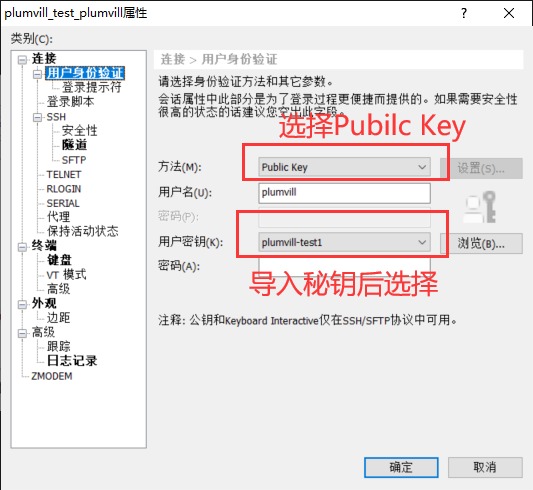 plumvill_test_plumvill属性
类别(C):
连接
用户身份验证
登录提示符
登录脚本
SSH
安全性
隧道
SFTP
TELNET
RLOGIN
SERIAL
代理
保持活动状态
终端
键盘
VT 模式
高级
外观
边距
高级
跟踪
日志记录
ZMODEM
连接 > 用户身份验证
请选择身份验证方法和其它参数。
会话属性中此部分是为了登录过程更便捷而提供的。如果需要安全性
很高的状态的话建议您空出此字段。
选择Pubilc Key
方法(M):
Public Key
设置(S)...
用户名(U):
plumvill
密码(P):
用户密钥(K):
plumvill-test1
浏览(B)...
密码(A):
导入秘钥后选择
注释: 公钥和Keyboard Interactive仅在SSH/SFTP协议中可用。
确定
取消